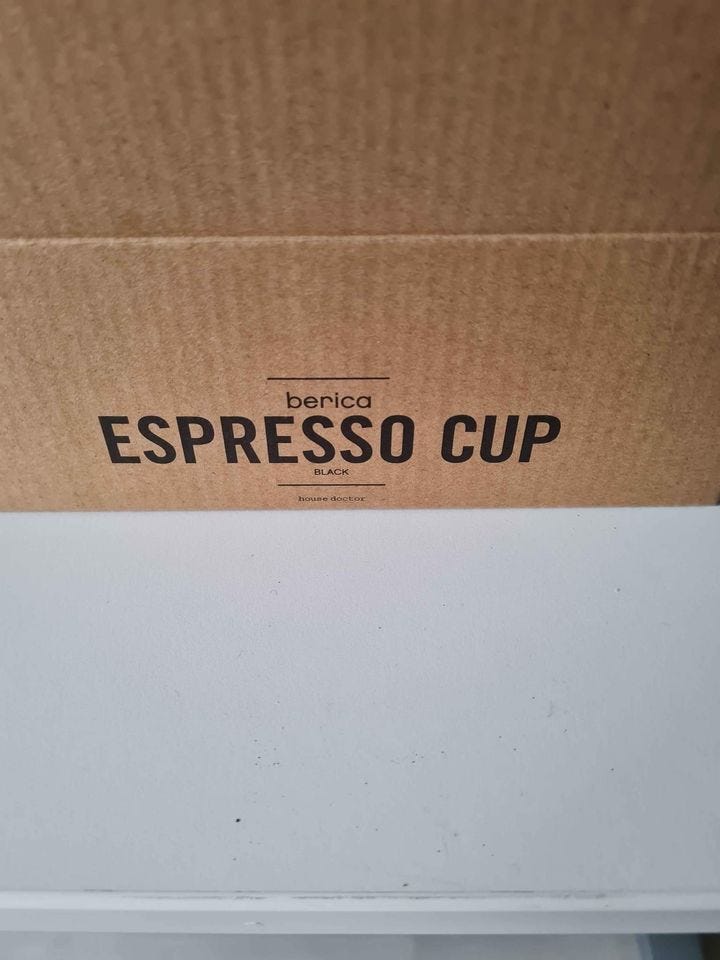 berica
ESPRESSO CUP
BLACK
house doctor